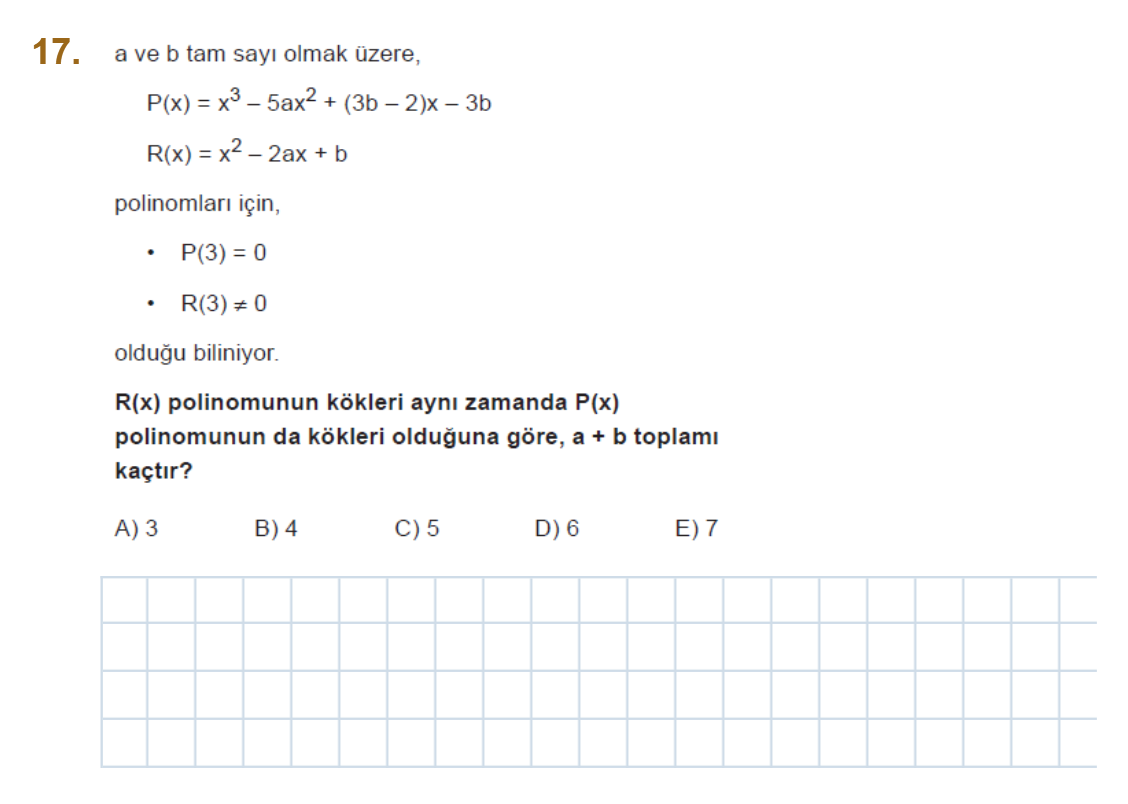 17. a ve b tam sayı olmak üzere,
P(x) = x³ – 5ax² + (3b – 2)x – 3b
R(x) = x² – 2ax + b
polinomları için,
• P(3) = 0
• R(3) ≠ 0
olduğu biliniyor.
R(x) polinomunun kökleri aynı zamanda P(x)
polinomunun da kökleri olduğuna göre, a + b toplamı
kaçtır?
A) 3 B) 4 C) 5 D) 6 E) 7